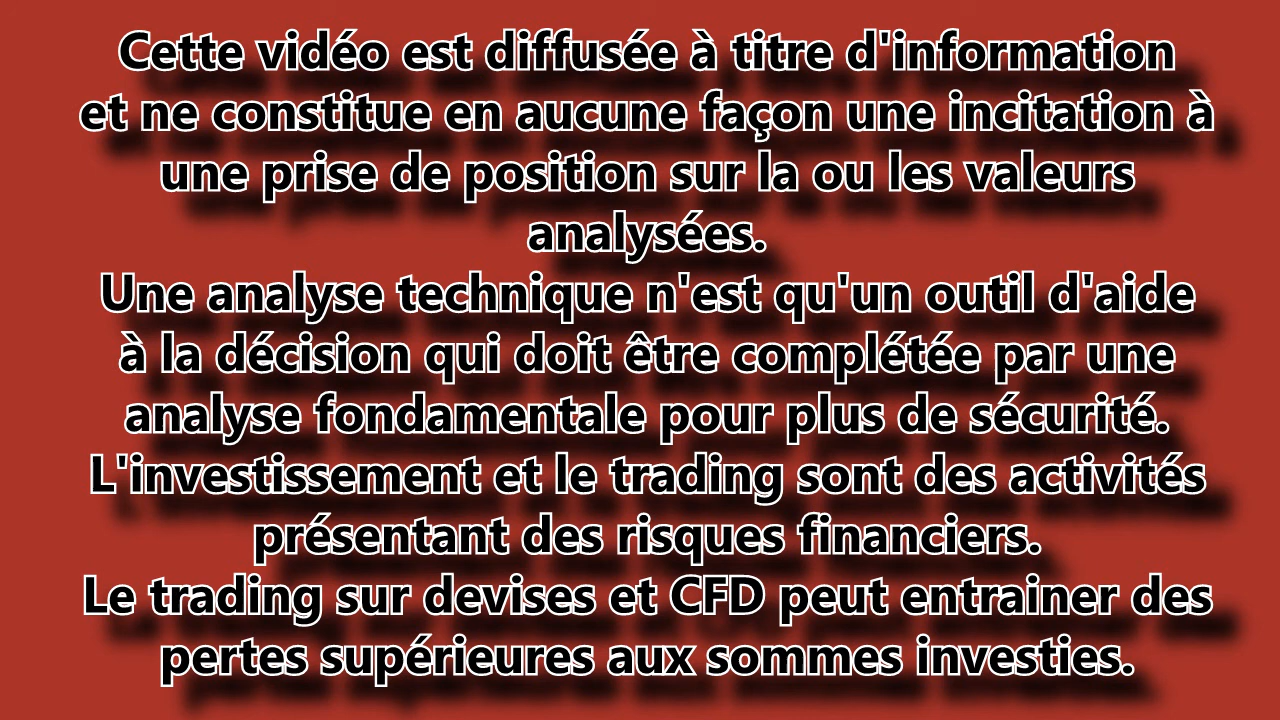 Cette vidéo est diffusée à titre d'information
et ne constitue en aucune façon une incitation à
une prise de position sur la ou les valeurs
analysées.
Une analyse technique n'est qu'un outil d'aide
à la décision qui doit être complétée par une
analyse fondamentale pour plus de sécurité.
L'investissement et le trading sont des activités
présentant des risques financiers.
Le trading sur devises et CFD peut entrainer des
pertes supérieures aux sommes investies.